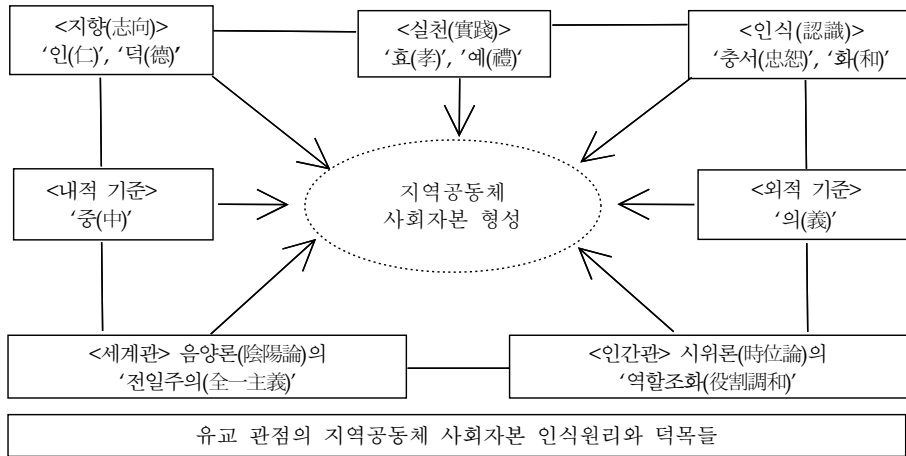 <지향(志向)>
‘인(仁)’, ‘덕(德)’
<실천(實踐)>
‘효(孝)’, ’예(禮)‘
<인식(認識)>
‘충서(忠恕)’, ‘화(和)’
<내적 기준>
‘중(中)’
지역공동체
사회자본 형성
<외적 기준>
‘의(義)’
<세계관> 음양론(陰陽論)의
‘전일주의(全一主義)’
<인간관> 시위론(時位論)의
‘역할조화(役割調和)’
유교 관점의 지역공동체 사회자본 인식원리와 덕목들